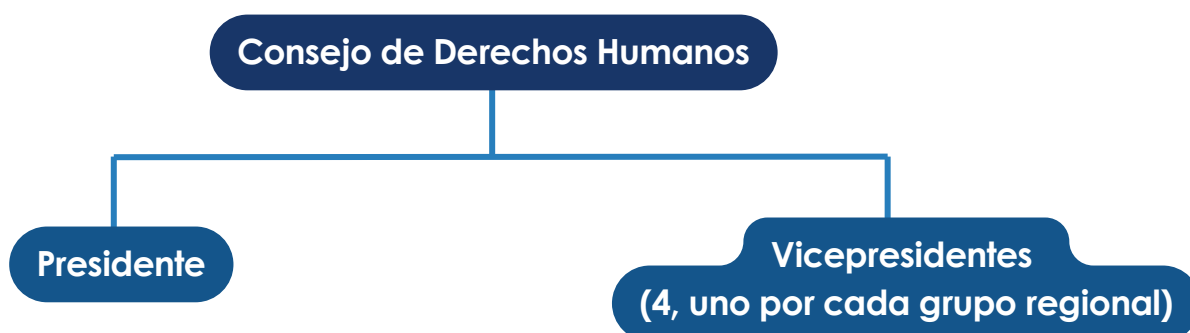 Consejo de Derechos Humanos
Presidente
Vicepresidentes
(4, uno por cada grupo regional)